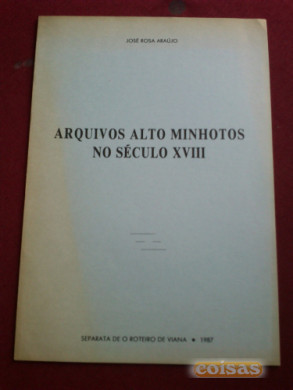 JOSÉ ROSA ARAÚJO
ARQUIVOS ALTO MINHOTOS
NO SÉCULO XVIII
SEPARATA DE O ROTEIRO DE VIANA • 1987
coisas